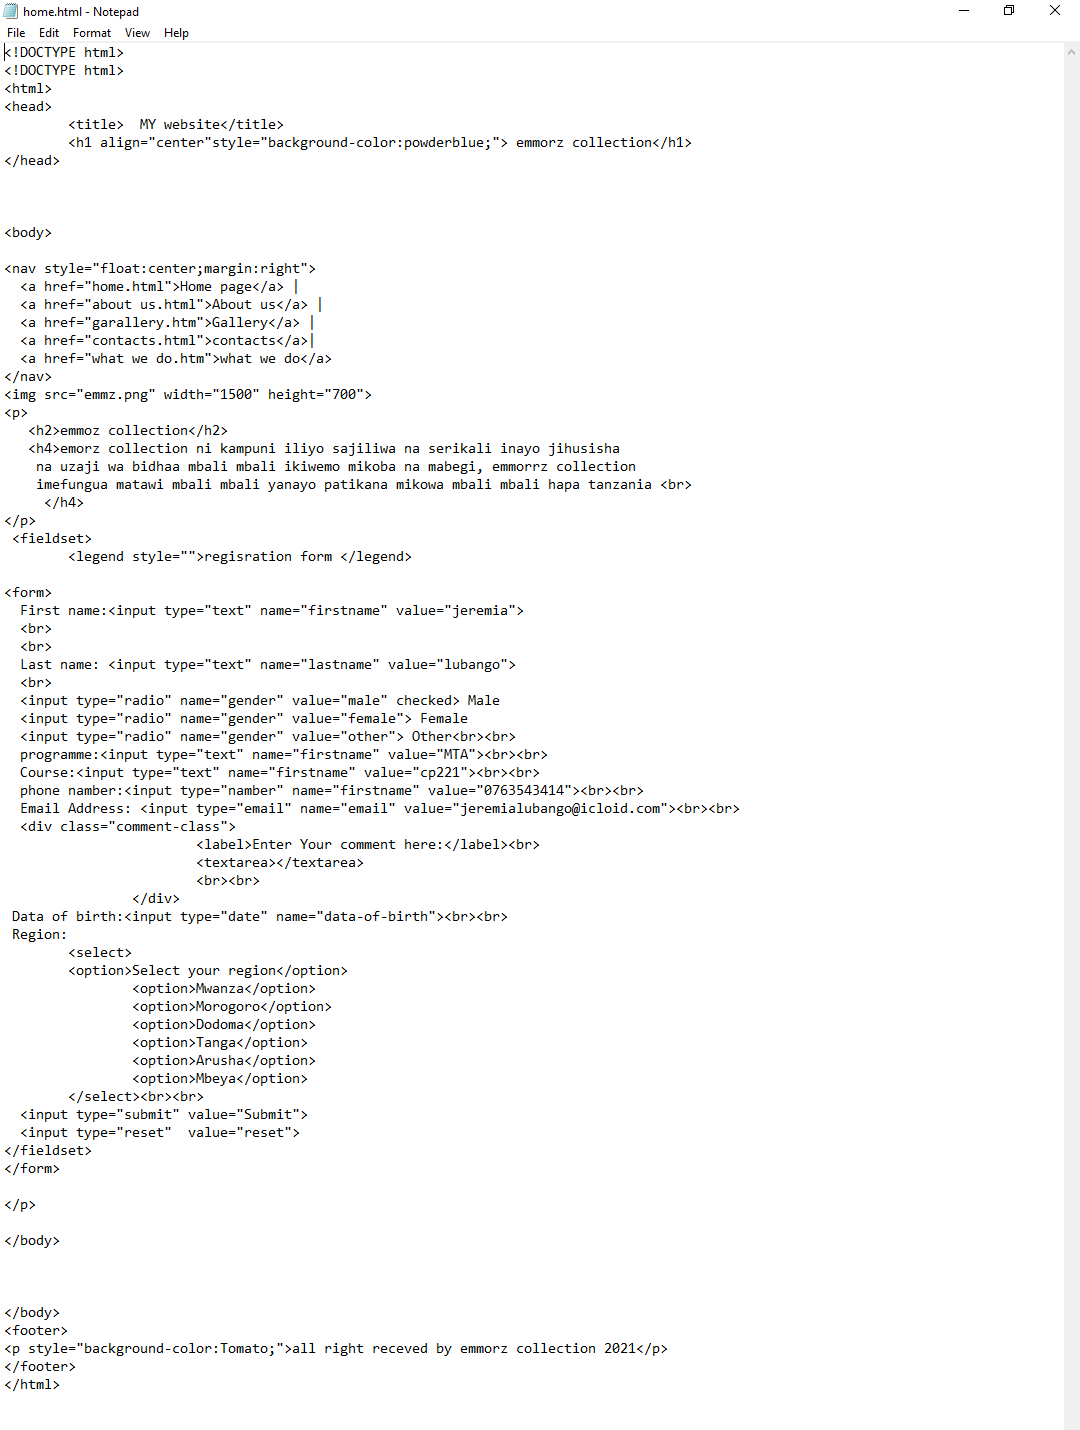 home.html - Notepad
File Edit Format View Help
<!DOCTYPE html>
<!DOCTYPE html>
<html>
<head>
<title>  MY website</title>
<h1 align="center"style="background-color:powderblue;"> emmorz collection</h1>
</head>
<body>
<nav style="float:center;margin:right">
<a href="home.html">Home page</a> |
<a href="about us.html">About us</a> |
<a href="garallery.htm">Gallery</a> |
<a href="contacts.html">contacts</a>|
<a href="what we do.htm">what we do</a>
</nav>
<img src="emmz.png" width="1500" height="700">
<p>
<h2>emmoz collection</h2>
<h4>emorz collection ni kampuni iliyo sajiliwa na serikali inayo jihusisha
na uzaji wa bidhaa mbali mbali ikiwemo mikoba na mabegi, emmorrz collection
imefungua matawi mbali mbali yanayo patikana mikowa mbali mbali hapa tanzania <br>
</h4>
</p>
<fieldset>
<legend style="">regisration form </legend>
<form>
First name:<input type="text" name="firstname" value="jeremia">
<br>
<br>
Last name: <input type="text" name="lastname" value="lubango">
<br>
<input type="radio" name="gender" value="male" checked> Male
<input type="radio" name="gender" value="female"> Female
<input type="radio" name="gender" value="other"> Other<br><br>
programme:<input type="text" name="firstname" value="MTA"><br><br>
Course:<input type="text" name="firstname" value="cp221"><br><br>
phone namber:<input type="namber" name="firstname" value="0763543414"><br><br>
Email Address: <input type="email" name="email" value="jeremialubango@icloid.com"><br><br>
<div class="comment-class">
<label>Enter Your comment here:</label><br>
<textarea></textarea>
<br><br>
</div>
Data of birth:<input type="date" name="data-of-birth"><br><br>
Region:
<select>
<option>Select your region</option>
<option>Mwanza</option>
<option>Morogoro</option>
<option>Dodoma</option>
<option>Tanga</option>
<option>Arusha</option>
<option>Mbeya</option>
</select><br><br>
<input type="submit" value="Submit">
<input type="reset"  value="reset">
</fieldset>
</form>
</p>
</body>
</body>
<footer>
<p style="background-color:Tomato;">all right receved by emmorz collection 2021</p>
</footer>
</html>